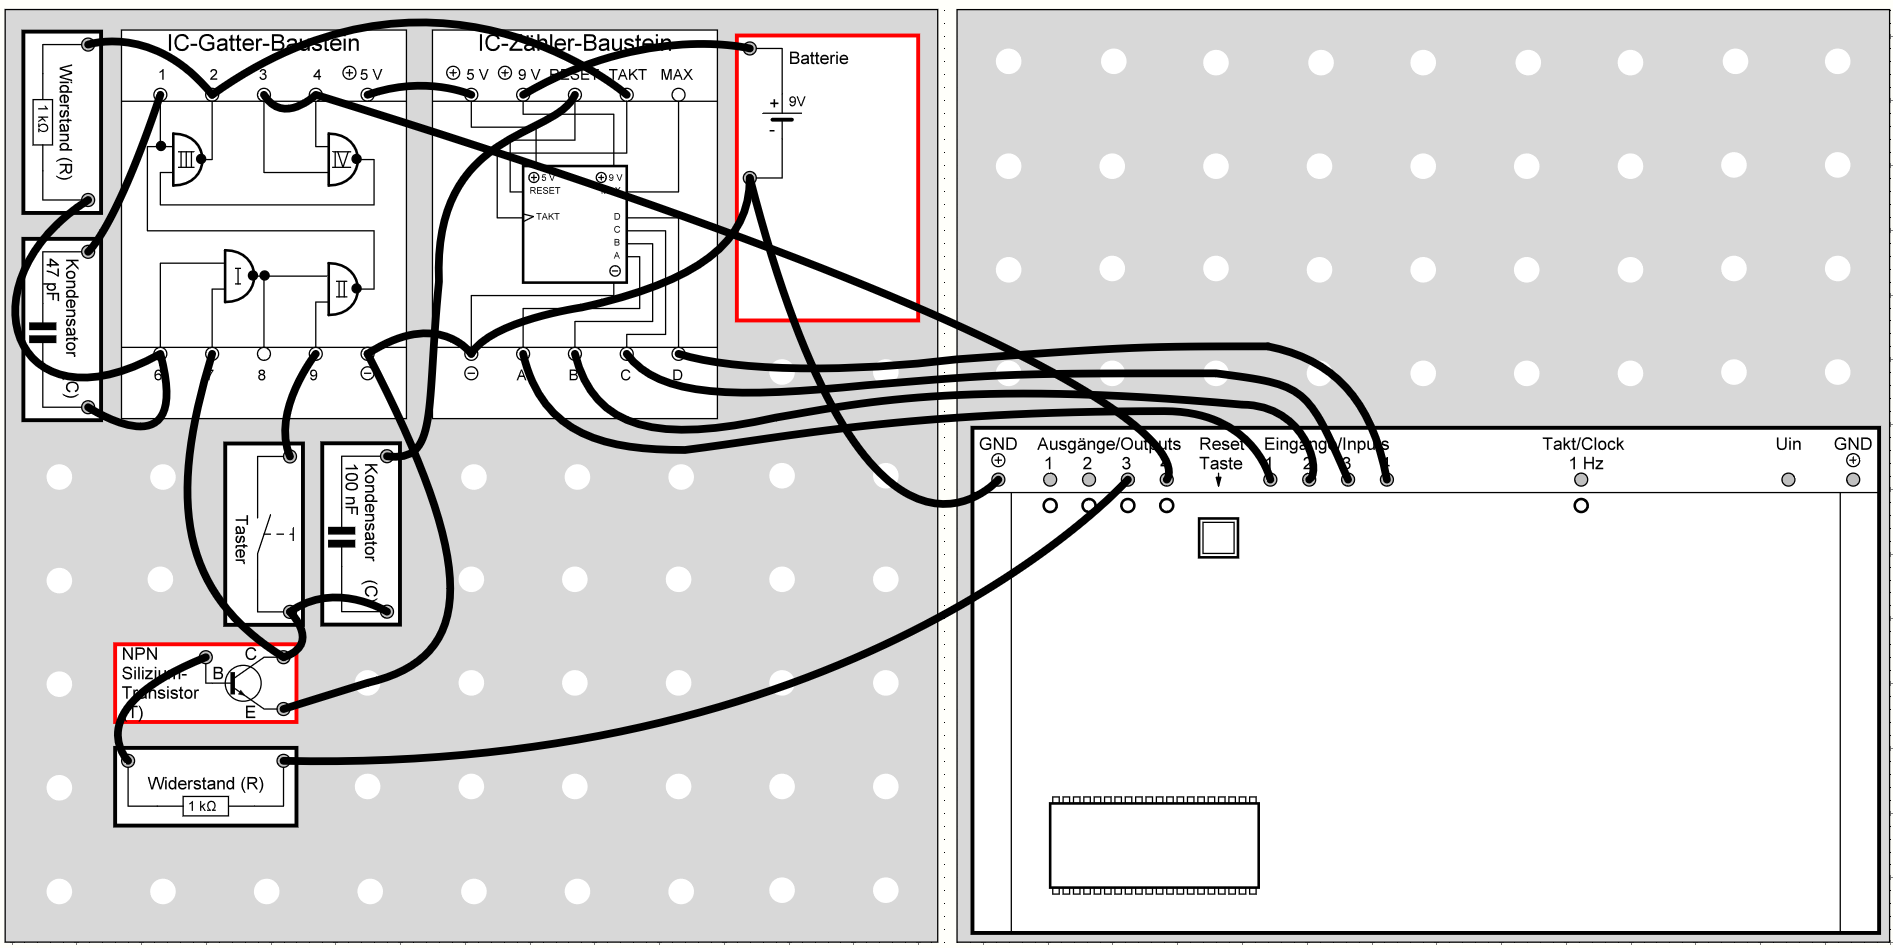 IC-Gatter-Baustein
1 2 3 4 ⊕5 V
III
IV
I
II
6 7 8 9 ⊖
IC-Zähler-Baustein
⊕ 5 V ⊕ 9 V RESET TAKT MAX
⊕5 V ⊕9 V
RESET
TAKT
D
C
B
A
⊖
⊖ A B C D
Batterie
+ 9V
-
Widerstand (R)
1 kΩ
Kondensator (C)
47 pF
Taster
Kondensator (C)
100 nF
NPN
Silizium-
Transistor
(T)
C
B
E
Widerstand (R)
1 kΩ
GND Ausgänge/Outputs Reset Eingänge/Inputs Takt/Clock Uin GND
⊕ 1 2 3 4 Taste 1 2 3 4 1 Hz ⊕